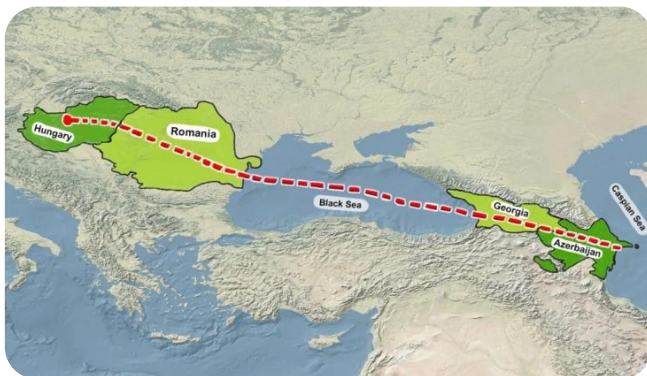 Hungary
Romania
Black Sea
Georgia
Azerbaijan
Caspian Sea